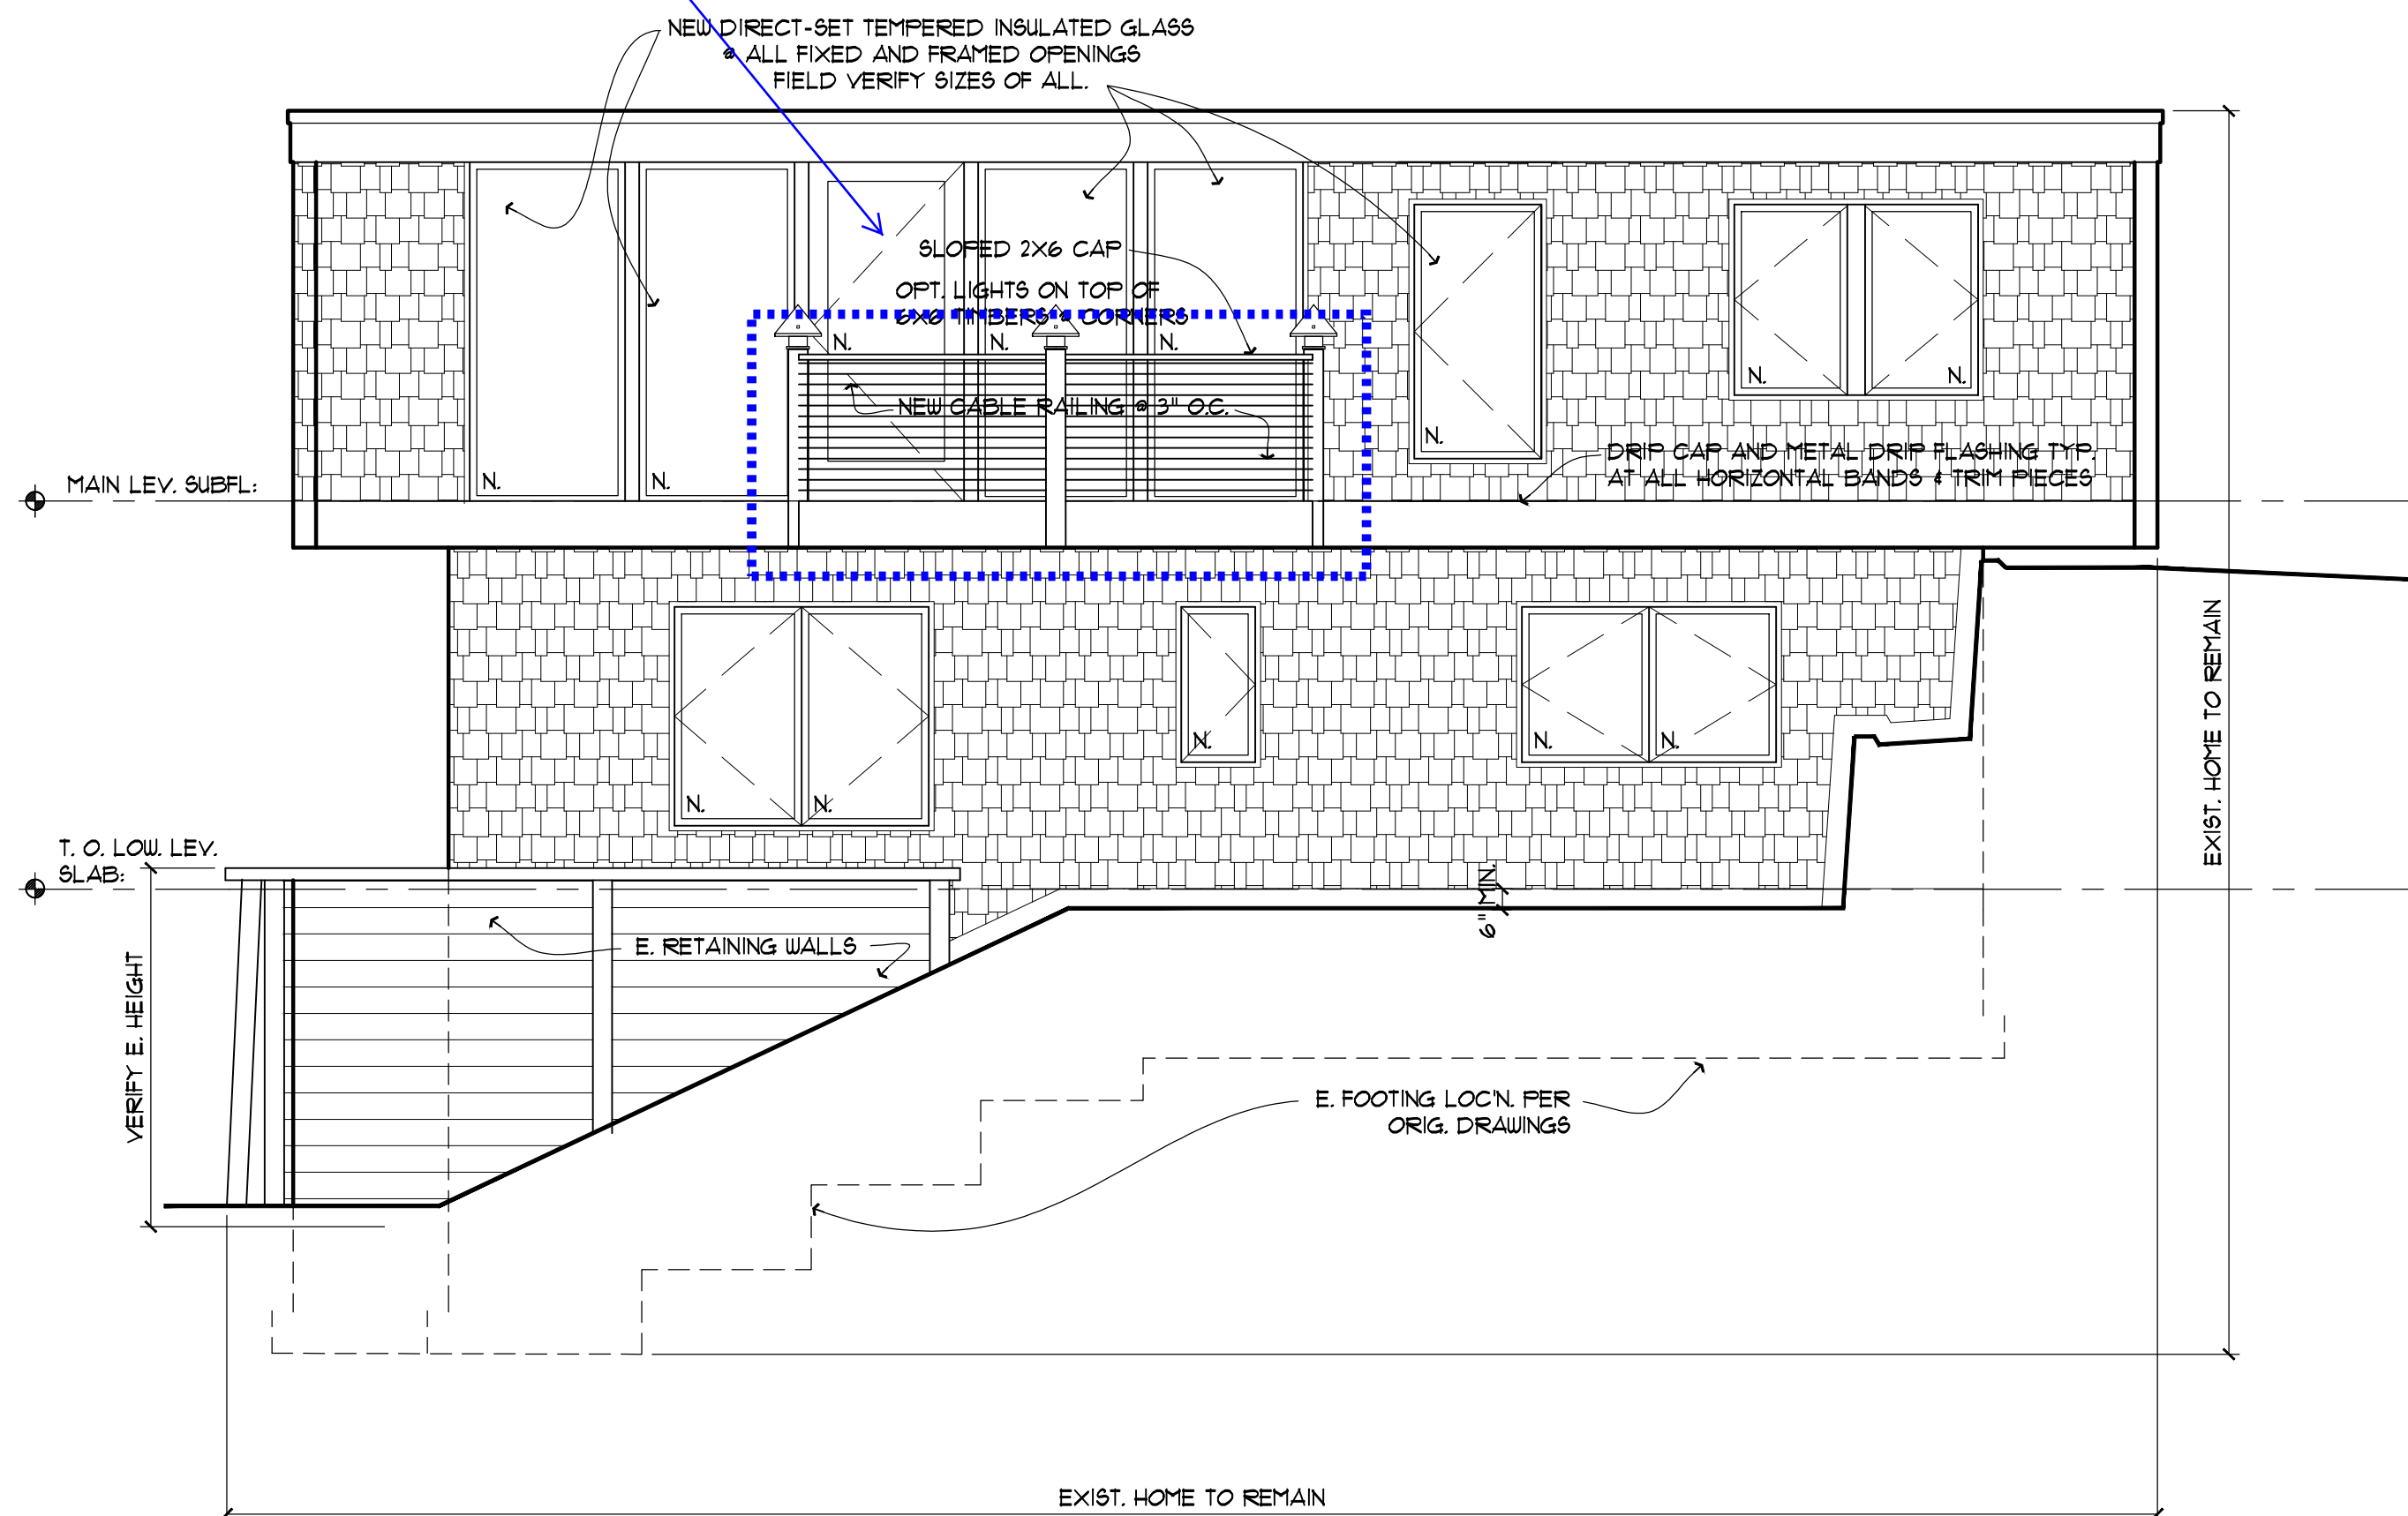 NEW DIRECT-SET TEMPERED INSULATED GLASS
@ ALL FIXED AND FRAMED OPENINGS
FIELD VERIFY SIZES OF ALL.
SLOPED 2X6 CAP
OPT. LIGHTS ON TOP OF
6X6 TIMBERS @ CORNERS
N.
N.
N.
N.
N.
NEW CABLE RAILING @ 3" O.C.
N.
N.
N.
DRIP CAP AND METAL DRIP FLASHING TYP.
AT ALL HORIZONTAL BANDS & TRIM PIECES
MAIN LEV. SUBFL:
N.
N.
N.
N.
N.
EXIST. HOME TO REMAIN
T. O. LOW. LEV.
SLAB:
6" MIN.
E. RETAINING WALLS
VERIFY E. HEIGHT
E. FOOTING LOC'N. PER
ORIG. DRAWINGS
EXIST. HOME TO REMAIN